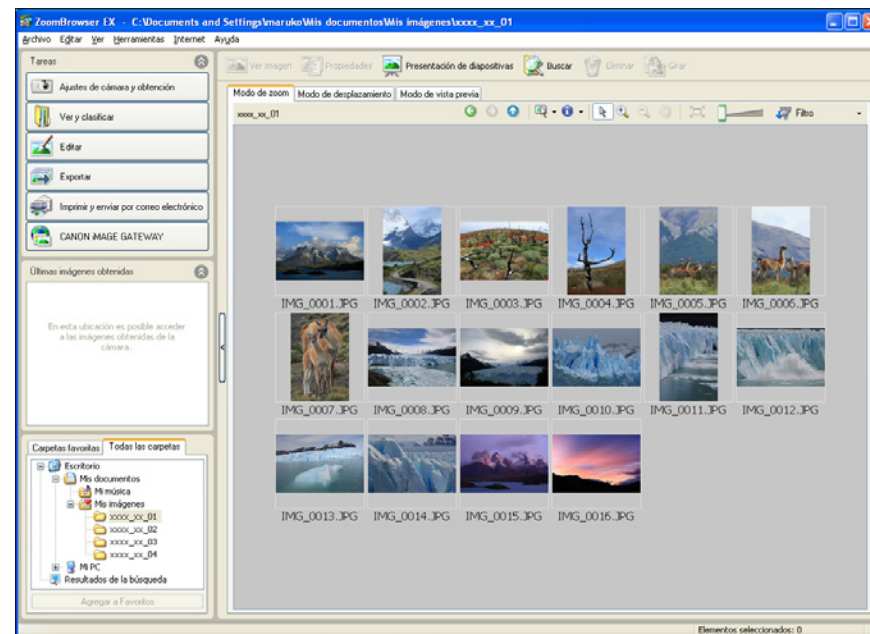 ZoomBrowser EX - C:\Documents and Settings\maruko\Mis documentos\Mis imágenes\xxxx_xx_01
Archivo Editar Ver Herramientas Internet Ayuda
Tareas
Ajustes de cámara y obtención
Ver y clasificar
Editar
Exportar
Imprimir y enviar por correo electrónico
CANON iMAGE GATEWAY
Últimas imágenes obtenidas
En esta ubicación es posible acceder
a las imágenes obtenidas de la
cámara.
Carpetas favoritas Todas las carpetas
Escritorio
Mis documentos
Mi música
Mis imágenes
xxxx_xx_01
xxxx_xx_02
xxxx_xx_03
xxxx_xx_04
Mi PC
Resultados de la búsqueda
Agregar a Favoritos
Ver imagen Propiedades Presentación de diapositivas Buscar Eliminar Girar
Modo de zoom Modo de desplazamiento Modo de vista previa
xxxx_xx_01 Filtro
IMG_0001.JPG IMG_0002.JPG IMG_0003.JPG IMG_0004.JPG IMG_0005.JPG IMG_0006.JPG
IMG_0007.JPG IMG_0008.JPG IMG_0009.JPG IMG_0010.JPG IMG_0011.JPG IMG_0012.JPG
IMG_0013.JPG IMG_0014.JPG IMG_0015.JPG IMG_0016.JPG
Elementos seleccionados: 0